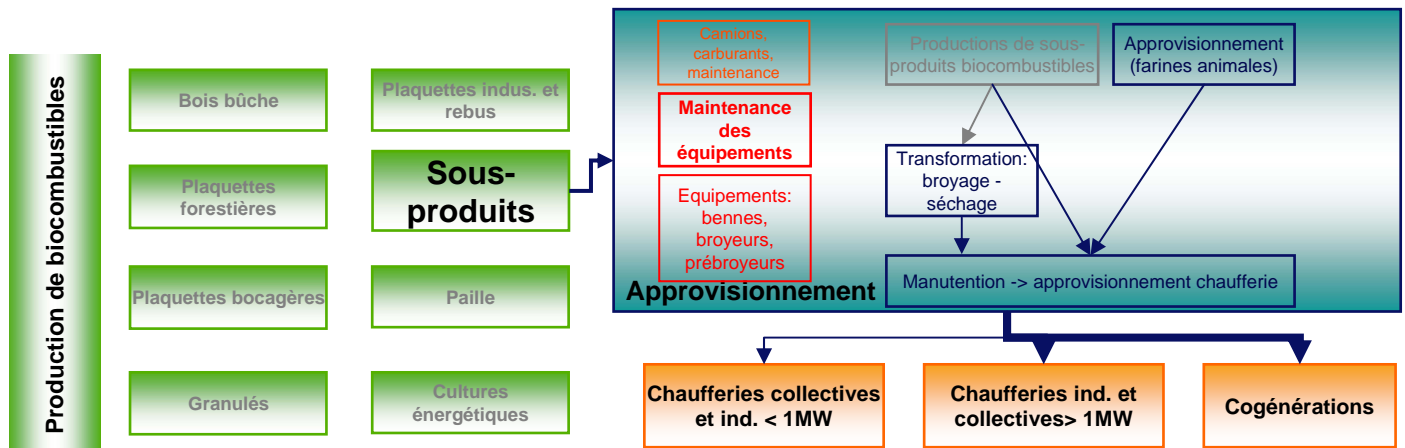 Production de biocombustibles
Bois bûche
Plaquettes indus. et
rebus
Plaquettes
forestières
Sous-
produits
Plaquettes bocagères
Paille
Granulés
Cultures
énergétiques
Camions,
carburants,
maintenance
Maintenance
des
équipements
Equipements:
bennes,
broyeurs,
prébroyeurs
Approvisionnement
Productions de sous-
produits biocombustibles
Approvisionnement
(farines animales)
Transformation:
broyage -
séchage
Manutention -> approvisionnement chaufferie
Chaufferies collectives
et ind. < 1MW
Chaufferies ind. et
collectives> 1MW
Cogénérations